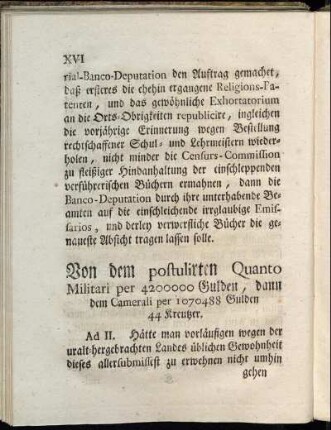 XVI
rial-Banco-Deputation den Auftrag gemachet,
daß ersteres die ehehin ergangene Religions-Pa-
tenten, und das gewöhnliche Exhortatorium
an die Orts-Obrigkeiten republicire, ingleichen
die vorjährige Erinnerung wegen Bestellung
rechtschaffener Schul- und Lehrmeistern wieder-
holen, nicht minder die Censurs-Commission
zu fleißiger Hindanhaltung der einschleppenden
verführerischen Büchern ermahnen, dann die
Banco-Deputation durch ihre unterhabende Be-
amten auf die einschleichende irrglaubige Emis-
sarios, und derley verwerfliche Bücher die ge-
naueste Absicht tragen lassen solle.
Von dem postulirten Quanto
Militari per 4200000 Gulden, dann
dem Camerali per 1070488 Gulden
44 Kreutzer.
Ad II. Hätte man vorläufigen wegen der
uralt-hergebrachten Landes üblichen Gewohnheit
dieses allersubmissest zu erwehnen nicht umhin
gehen